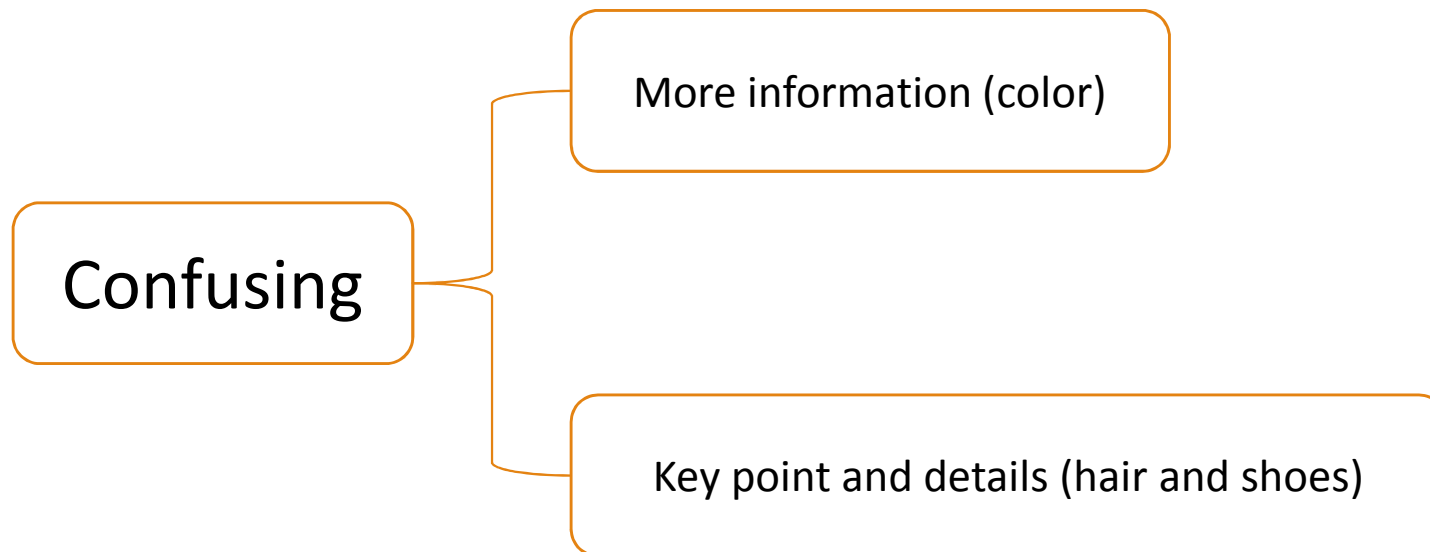 More information (color)
Confusing
Key point and details (hair and shoes)